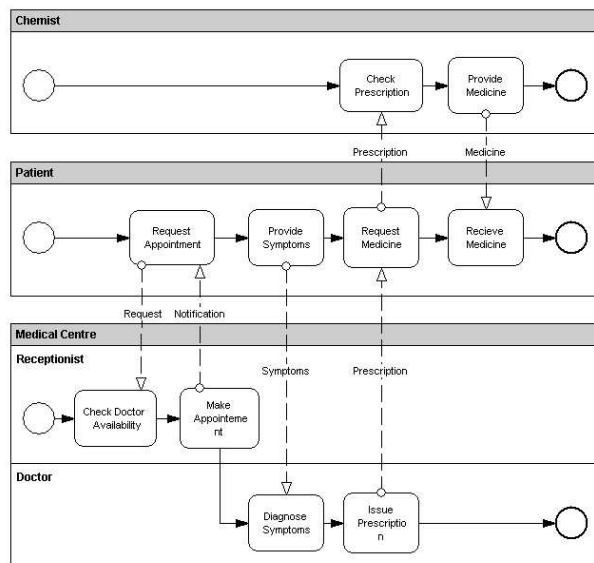 Chemist
Check
Prescription
Provide
Medicine
Prescription
Medicine
Patient
Request
Appointment
Provide
Symptoms
Request
Medicine
Recieve
Medicine
Request
Notification
Medical Centre
Receptionist
Symptoms
Prescription
Check Doctor
Availability
Make
Appointeme
nt
Doctor
Diagnose
Symptoms
Issue
Prescriptio
n